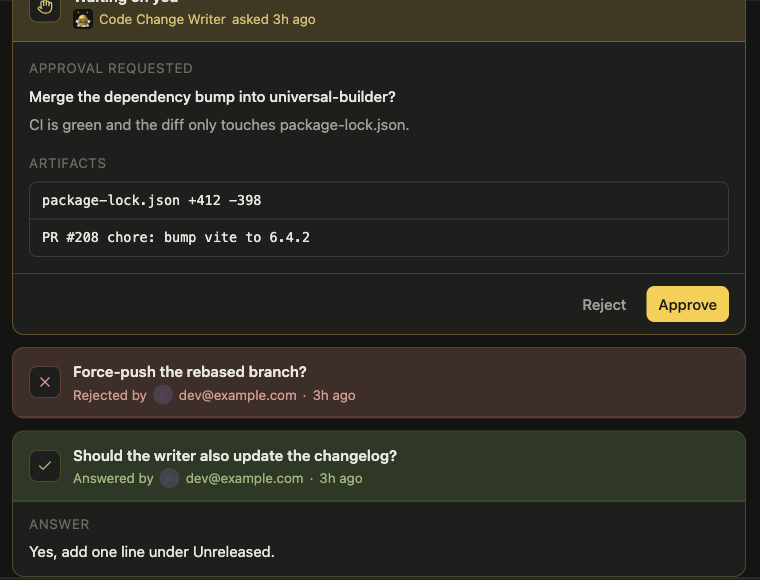 Waiting on you
Code Change Writer asked 3h ago
APPROVAL REQUESTED
Merge the dependency bump into universal-builder?
CI is green and the diff only touches package-lock.json.
ARTIFACTS
package-lock.json +412 −398
PR #208 chore: bump vite to 6.4.2
Reject
Approve
Force-push the rebased branch?
Rejected by dev@example.com · 3h ago
Should the writer also update the changelog?
Answered by dev@example.com · 3h ago
ANSWER
Yes, add one line under Unreleased.